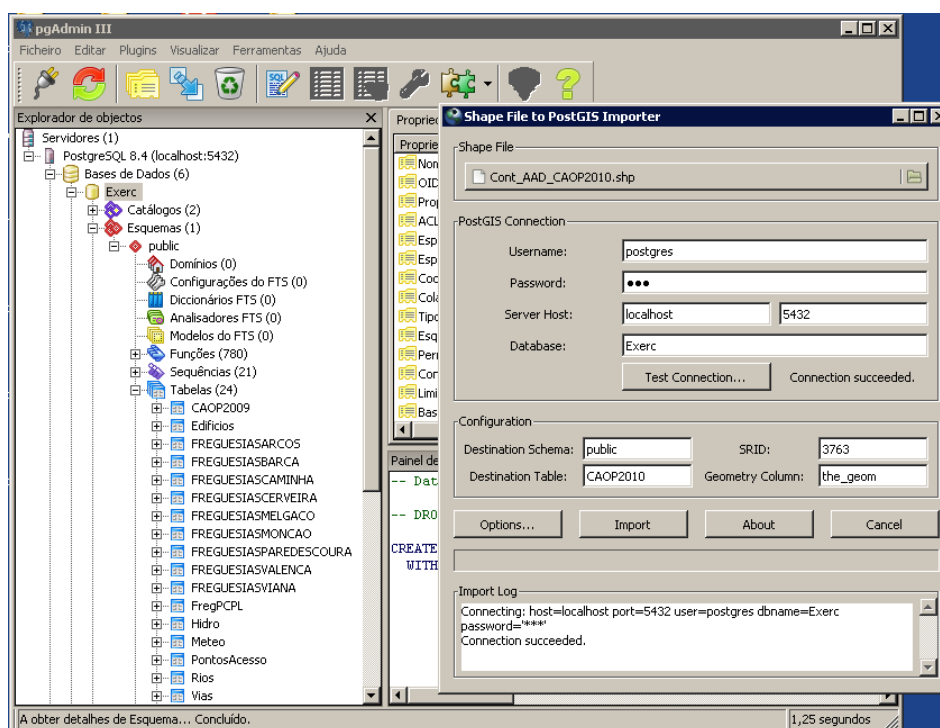 pgAdmin III
Ficheiro Editar Plugins Visualizar Ferramentas Ajuda
SQL
Explorador de objectos X
Servidores (1)
PostgreSQL 8.4 (localhost:5432)
Bases de Dados (6)
Exerc
Catálogos (2)
Esquemas (1)
public
Domínios (0)
Configurações do FTS (0)
Diccionários FTS (0)
Analisadores FTS (0)
Modelos do FTS (0)
Funções (780)
Sequências (21)
Tabelas (24)
CAOP2009
Edificios
FREGUESIASARCOS
FREGUESIASBARCA
FREGUESIASCAMINHA
FREGUESIASCERVEIRA
FREGUESIASMELGACO
FREGUESIASMONCAO
FREGUESIASPAREDESCOURA
FREGUESIASVALENCA
FREGUESIASVIANA
FregPCPL
Hidro
Meteo
PontosAcesso
Rios
Vias
Propriec
Proprie
Non
OID
Prop
ACL
Esp
Esp
Coc
Colá
Tipo
Esq
Perr
Cor
Limi
Bas
Painel de
-- Dat
-- DRO
CREATE
WITH
Shape File to PostGIS Importer
Shape File
Cont_AAD_CAOP2010.shp
PostGIS Connection
Username: postgres
Password: ●●●
Server Host: localhost 5432
Database: Exerc
Test Connection... Connection succeeded.
Configuration
Destination Schema: public SRID: 3763
Destination Table: CAOP2010 Geometry Column: the_geom
Options... Import About Cancel
Import Log
Connecting: host=localhost port=5432 user=postgres dbname=Exerc
password='***'
Connection succeeded.
A obter detalhes de Esquema... Concluído. 1,25 segundos